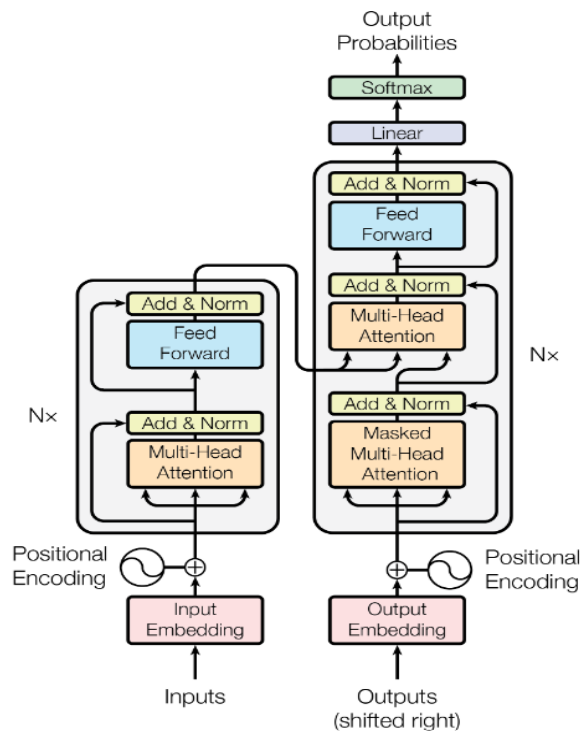 Output
Probabilities
Softmax
Linear
Add & Norm
Feed
Forward
Add & Norm
Multi-Head
Attention
Add & Norm
Masked
Multi-Head
Attention
Nx
Add & Norm
Feed
Forward
Add & Norm
Multi-Head
Attention
Nx
Positional
Encoding
Positional
Encoding
Input
Embedding
Output
Embedding
Inputs
Outputs
(shifted right)